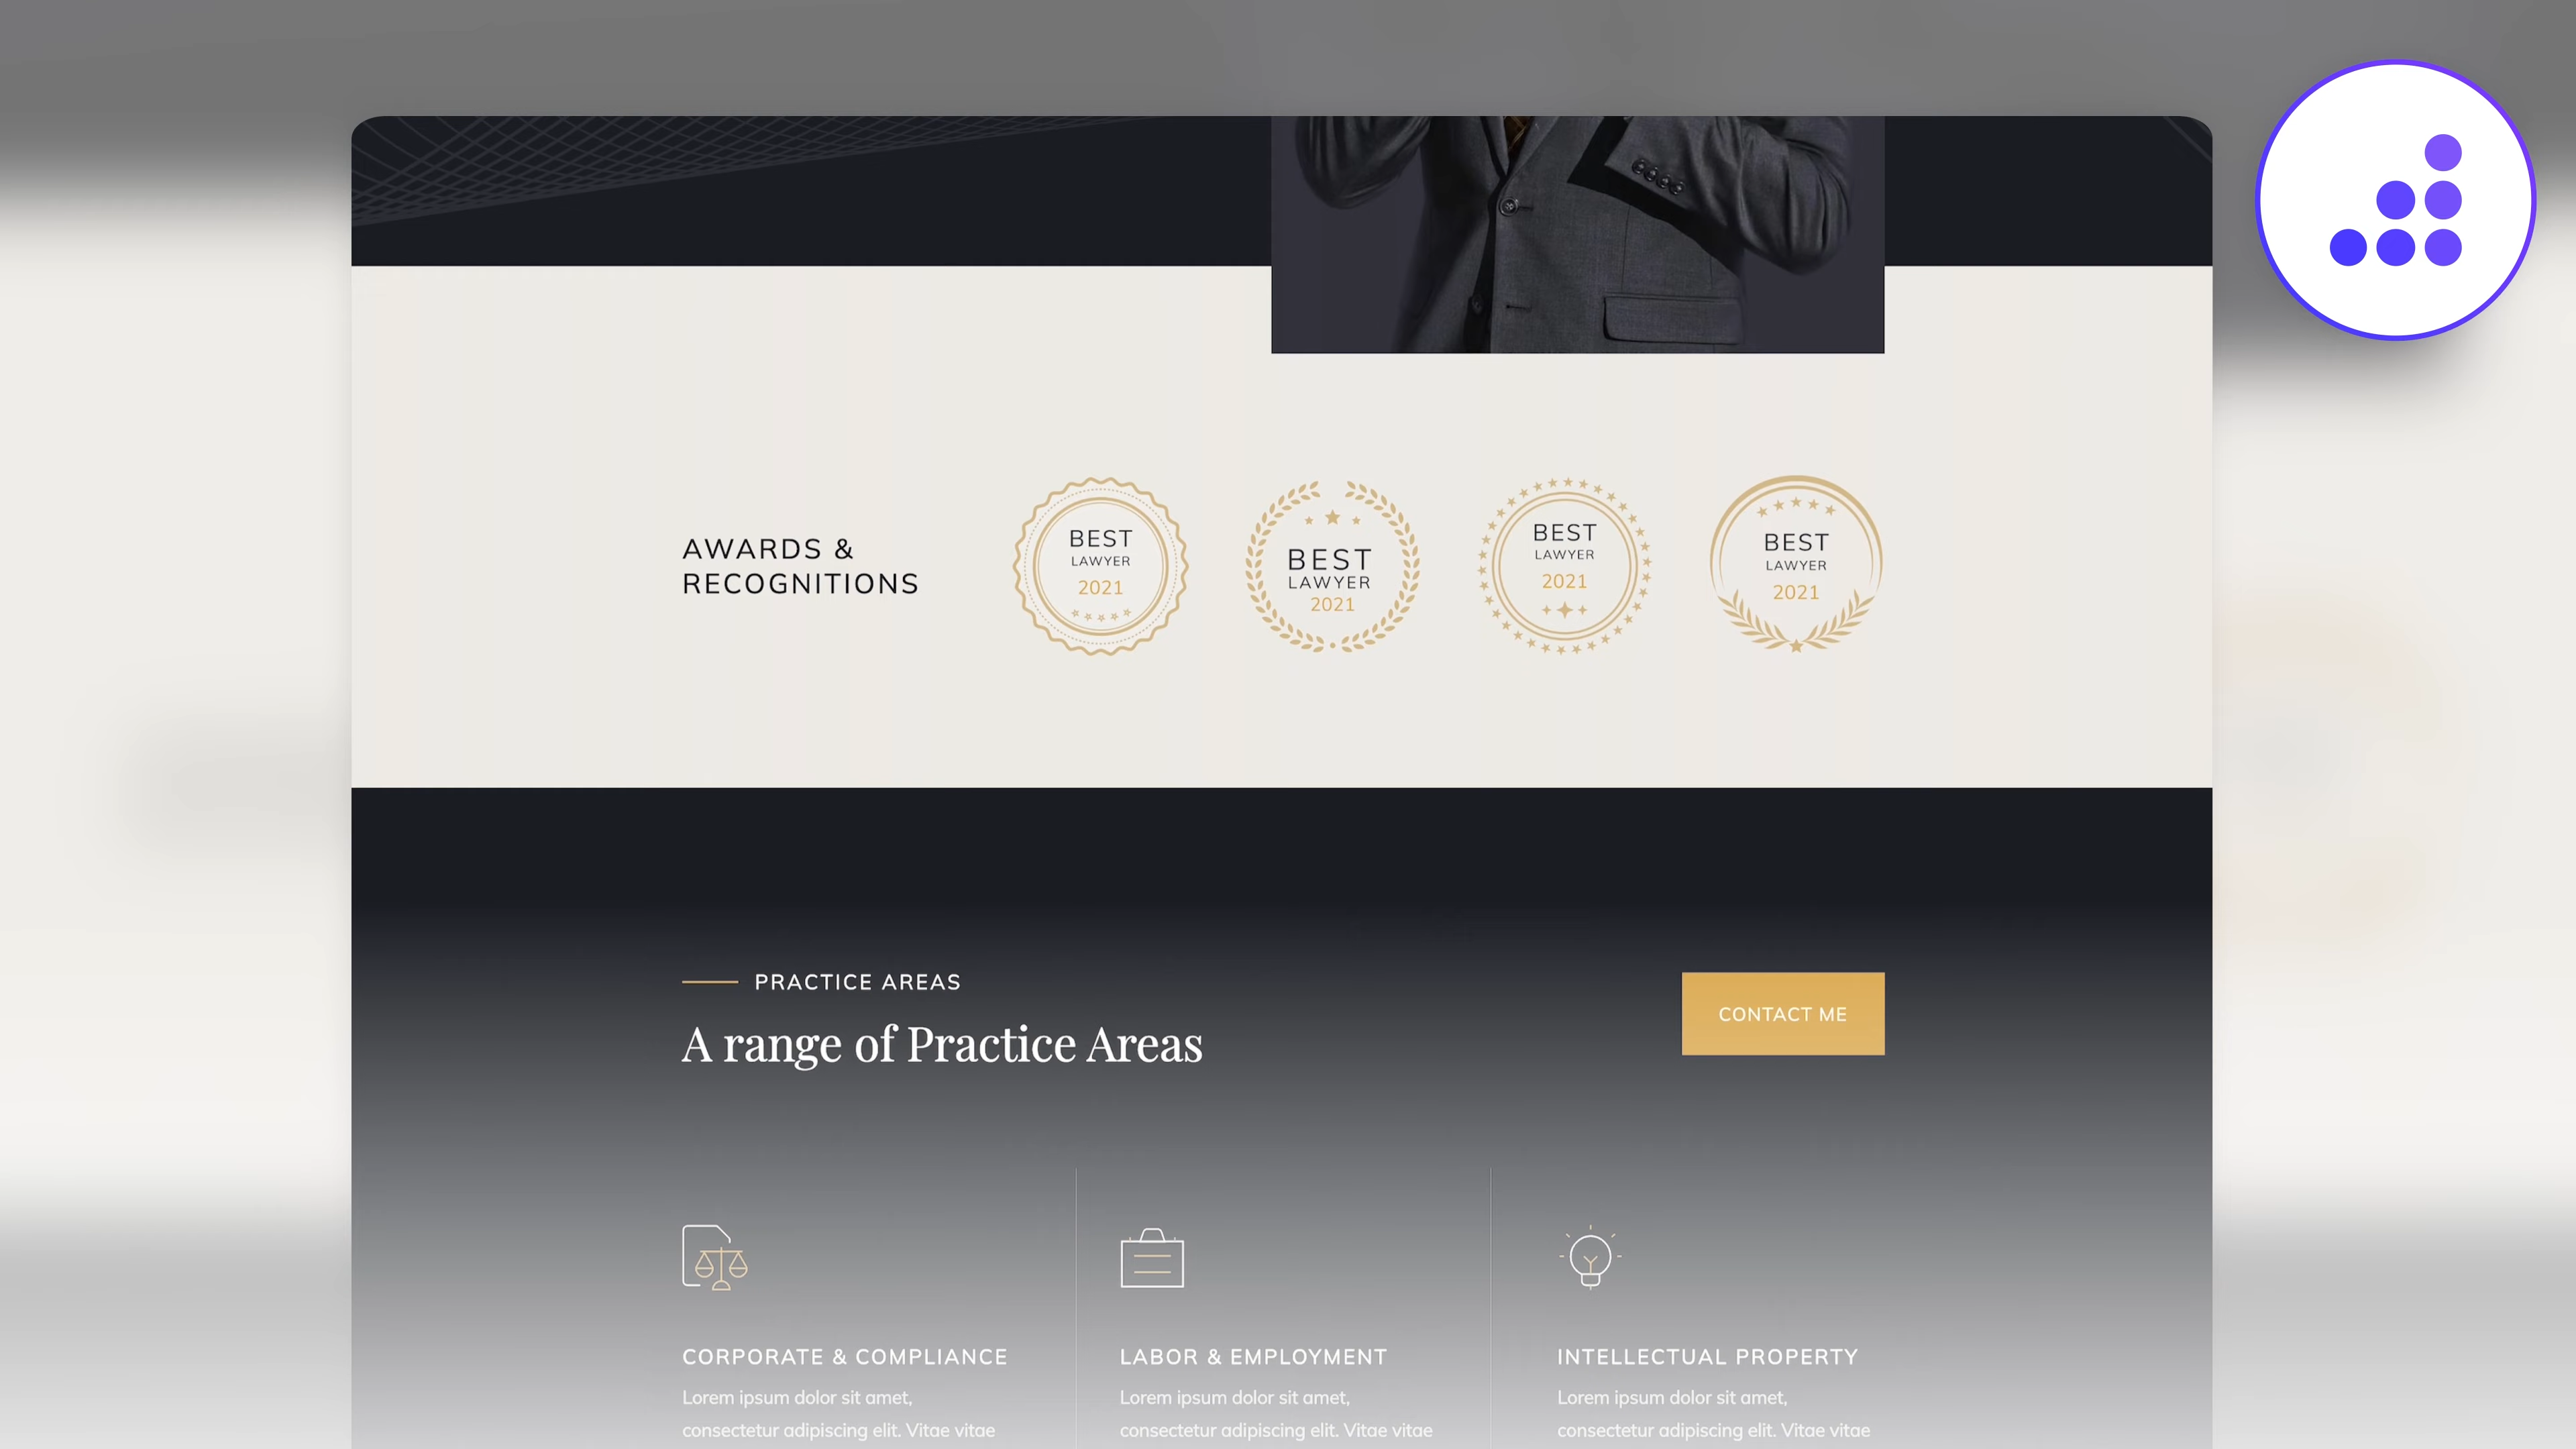 AWARDS &
RECOGNITIONS
BEST
LAWYER
2021
BEST
LAWYER
2021
BEST
LAWYER
2021
BEST
LAWYER
2021
PRACTICE AREAS
A range of Practice Areas
CONTACT ME
CORPORATE & COMPLIANCE
Lorem ipsum dolor sit amet,
consectetur adipiscing elit. Vitae vitae
LABOR & EMPLOYMENT
Lorem ipsum dolor sit amet,
consectetur adipiscing elit. Vitae vitae
INTELLECTUAL PROPERTY
Lorem ipsum dolor sit amet,
consectetur adipiscing elit. Vitae vitae